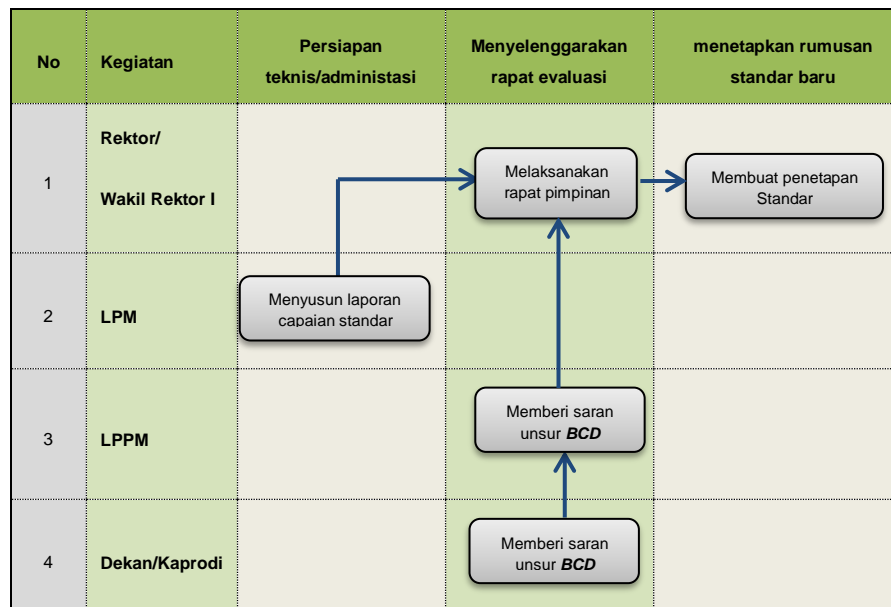 No
Kegiatan
Persiapan
teknis/administasi
Menyelenggarakan
rapat evaluasi
menetapkan rumusan
standar baru
1
Rektor/
Wakil Rektor I
Melaksanakan
rapat pimpinan
Membuat penetapan
Standar
2
LPM
Menyusun laporan
capaian standar
3
LPPM
Memberi saran
unsur BCD
4
Dekan/Kaprodi
Memberi saran
unsur BCD